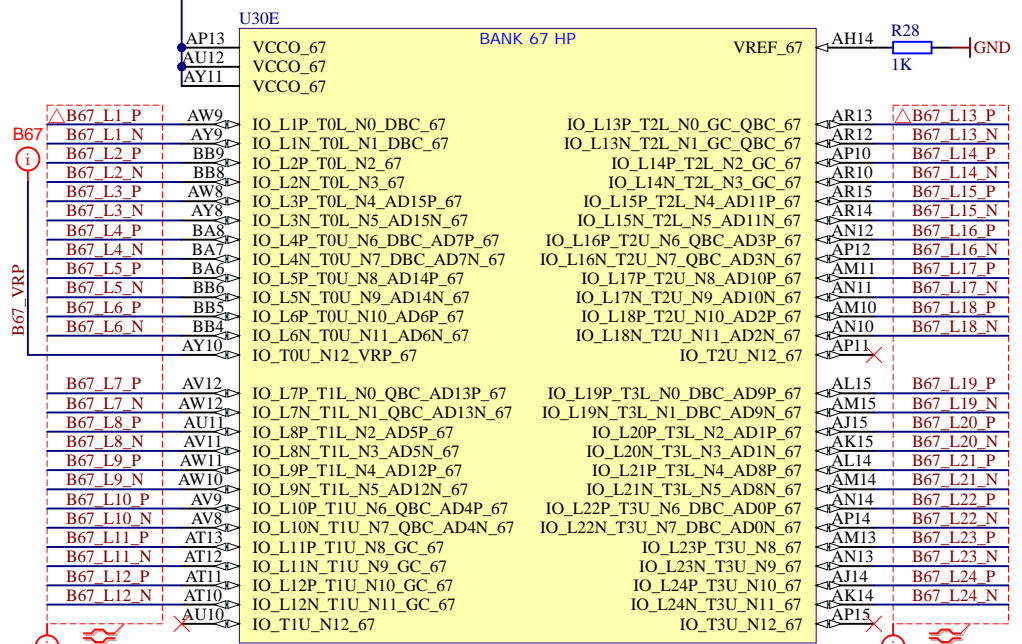 U30E
BANK 67 HP
AP13 VCCO_67 VREF_67 AH14 R28 1K GND
AU12 VCCO_67
AY11 VCCO_67
B67
B67_VRP
B67_L1_P AW9 IO_L1P_T0L_N0_DBC_67 IO_L13P_T2L_N0_GC_QBC_67 AR13 B67_L13_P
B67_L1_N AY9 IO_L1N_T0L_N1_DBC_67 IO_L13N_T2L_N1_GC_QBC_67 AR12 B67_L13_N
B67_L2_P BB9 IO_L2P_T0L_N2_67 IO_L14P_T2L_N2_GC_67 AP10 B67_L14_P
B67_L2_N BB8 IO_L2N_T0L_N3_67 IO_L14N_T2L_N3_GC_67 AR10 B67_L14_N
B67_L3_P AW8 IO_L3P_T0L_N4_AD15P_67 IO_L15P_T2L_N4_AD11P_67 AR15 B67_L15_P
B67_L3_N AY8 IO_L3N_T0L_N5_AD15N_67 IO_L15N_T2L_N5_AD11N_67 AR14 B67_L15_N
B67_L4_P BA8 IO_L4P_T0U_N6_DBC_AD7P_67 IO_L16P_T2U_N6_QBC_AD3P_67 AN12 B67_L16_P
B67_L4_N BA7 IO_L4N_T0U_N7_DBC_AD7N_67 IO_L16N_T2U_N7_QBC_AD3N_67 AP12 B67_L16_N
B67_L5_P BA6 IO_L5P_T0U_N8_AD14P_67 IO_L17P_T2U_N8_AD10P_67 AM11 B67_L17_P
B67_L5_N BB6 IO_L5N_T0U_N9_AD14N_67 IO_L17N_T2U_N9_AD10N_67 AN11 B67_L17_N
B67_L6_P BB5 IO_L6P_T0U_N10_AD6P_67 IO_L18P_T2U_N10_AD2P_67 AM10 B67_L18_P
B67_L6_N BB4 IO_L6N_T0U_N11_AD6N_67 IO_L18N_T2U_N11_AD2N_67 AN10 B67_L18_N
AY10 IO_T0U_N12_VRP_67 IO_T2U_N12_67 AP11
B67_L7_P AV12 IO_L7P_T1L_N0_QBC_AD13P_67 IO_L19P_T3L_N0_DBC_AD9P_67 AL15 B67_L19_P
B67_L7_N AW12 IO_L7N_T1L_N1_QBC_AD13N_67 IO_L19N_T3L_N1_DBC_AD9N_67 AM15 B67_L19_N
B67_L8_P AU11 IO_L8P_T1L_N2_AD5P_67 IO_L20P_T3L_N2_AD1P_67 AJ15 B67_L20_P
B67_L8_N AV11 IO_L8N_T1L_N3_AD5N_67 IO_L20N_T3L_N3_AD1N_67 AK15 B67_L20_N
B67_L9_P AW11 IO_L9P_T1L_N4_AD12P_67 IO_L21P_T3L_N4_AD8P_67 AL14 B67_L21_P
B67_L9_N AW10 IO_L9N_T1L_N5_AD12N_67 IO_L21N_T3L_N5_AD8N_67 AM14 B67_L21_N
B67_L10_P AV9 IO_L10P_T1U_N6_QBC_AD4P_67 IO_L22P_T3U_N6_DBC_AD0P_67 AN14 B67_L22_P
B67_L10_N AV8 IO_L10N_T1U_N7_QBC_AD4N_67 IO_L22N_T3U_N7_DBC_AD0N_67 AP14 B67_L22_N
B67_L11_P AT13 IO_L11P_T1U_N8_GC_67 IO_L23P_T3U_N8_67 AM13 B67_L23_P
B67_L11_N AT12 IO_L11N_T1U_N9_GC_67 IO_L23N_T3U_N9_67 AN13 B67_L23_N
B67_L12_P AT11 IO_L12P_T1U_N10_GC_67 IO_L24P_T3U_N10_67 AJ14 B67_L24_P
B67_L12_N AT10 IO_L12N_T1U_N11_GC_67 IO_L24N_T3U_N11_67 AK14 B67_L24_N
AU10 IO_T1U_N12_67 IO_T3U_N12_67 AP15